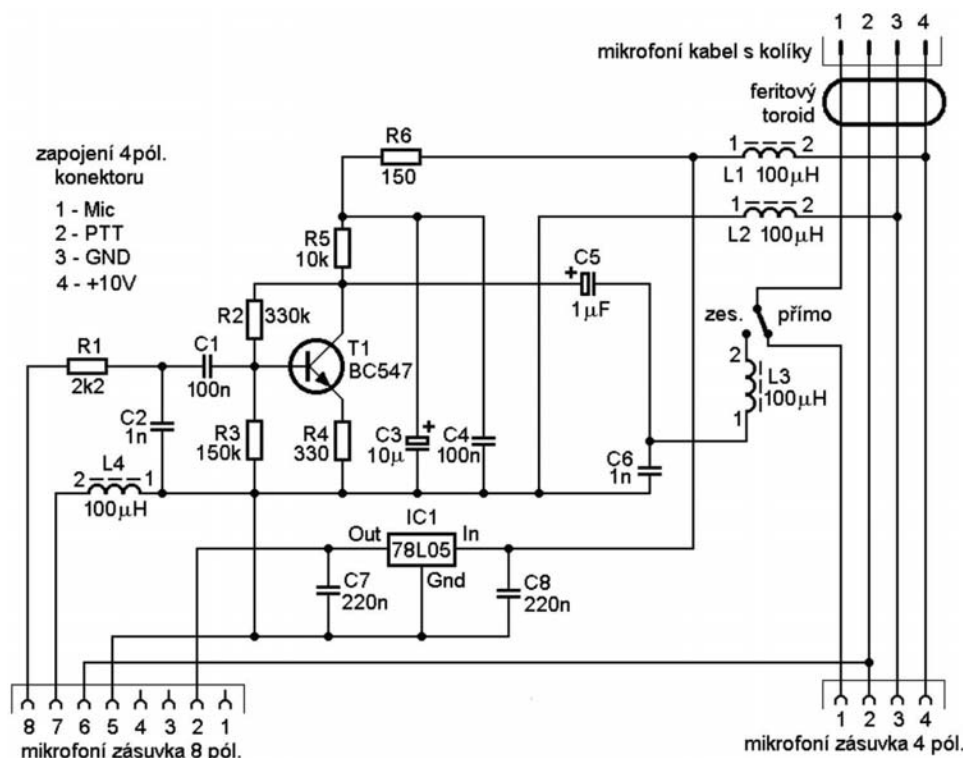 1 2 3 4
mikrofoní kabel s kolíky
feritový
toroid
zapojení 4pól.
konektoru
1 - Mic
2 - PTT
3 - GND
4 - +10V
R6
150
1 2
L1 100µH
1 2
L2 100µH
R5
10k
C5
+
1µF
R2 330k
zes. přímo
R1
2k2
C1
100n
T1
BC547
2
L3
100µH
1
C2
1n
R3
150k
R4
330
+
C3
10µ
C4
100n
C6
1n
L4
2 1
100µH
IC1
Out In
78L05
Gnd
C7
220n
C8
220n
8 7 6 5 4 3 2 1
mikrofoní zásuvka 8 pól.
1 2 3 4
mikrofoní zásuvka 4 pól.